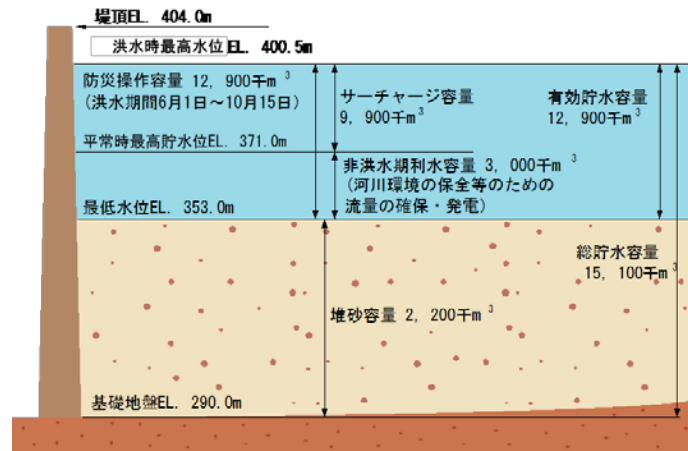 堤頂EL. 404.0m
洪水時最高水位EL. 400.5m
防災操作容量 12, 900千m³
(洪水期間6月1日～10月15日)
サーチャージ容量
9, 900千m³
有効貯水容量
12, 900千m³
平常時最高貯水位EL. 371.0m
非洪水期利水容量 3, 000千m³
(河川環境の保全等のための
流量の確保・発電)
最低水位EL. 353.0m
総貯水容量
15, 100千m³
堆砂容量 2, 200千m³
基礎地盤EL. 290.0m